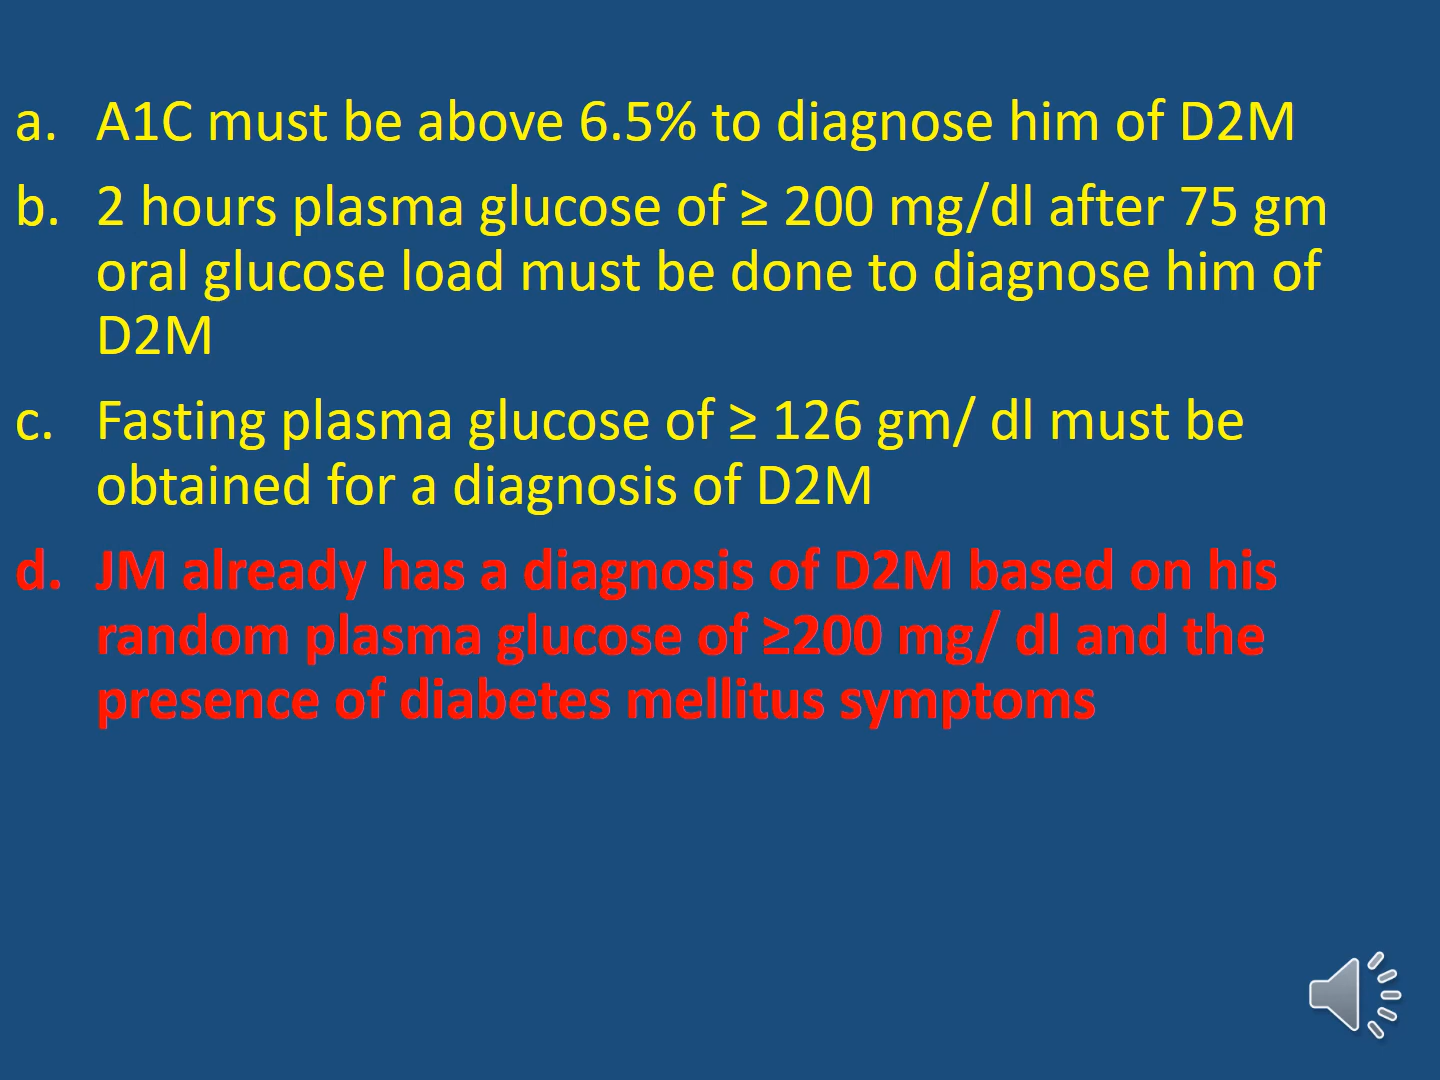 a. A1C must be above 6.5% to diagnose him of D2M
b. 2 hours plasma glucose of ≥ 200 mg/dl after 75 gm
oral glucose load must be done to diagnose him of
D2M
c. Fasting plasma glucose of ≥ 126 gm/ dl must be
obtained for a diagnosis of D2M
d. JM already has a diagnosis of D2M based on his
random plasma glucose of ≥200 mg/ dl and the
presence of diabetes mellitus symptoms